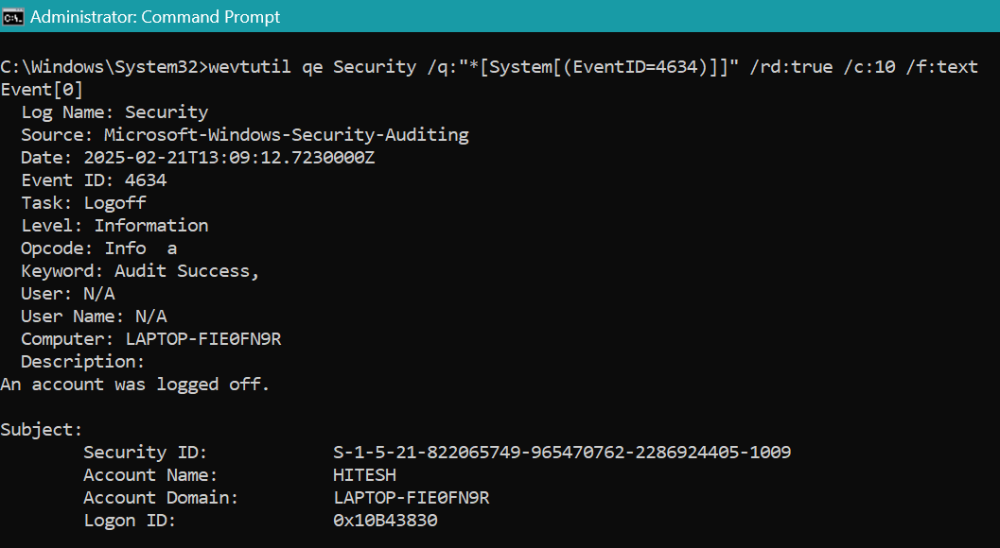 Administrator: Command Prompt
C:\Windows\System32>wevtutil qe Security /q:"*[System[(EventID=4634)]]" /rd:true /c:10 /f:text
Event[0]
  Log Name: Security
  Source: Microsoft-Windows-Security-Auditing
  Date: 2025-02-21T13:09:12.7230000Z
  Event ID: 4634
  Task: Logoff
  Level: Information
  Opcode: Info  a
  Keyword: Audit Success,
  User: N/A
  User Name: N/A
  Computer: LAPTOP-FIE0FN9R
  Description:
An account was logged off.
Subject:
        Security ID:            S-1-5-21-822065749-965470762-2286924405-1009
        Account Name:           HITESH
        Account Domain:         LAPTOP-FIE0FN9R
        Logon ID:               0x10B43830